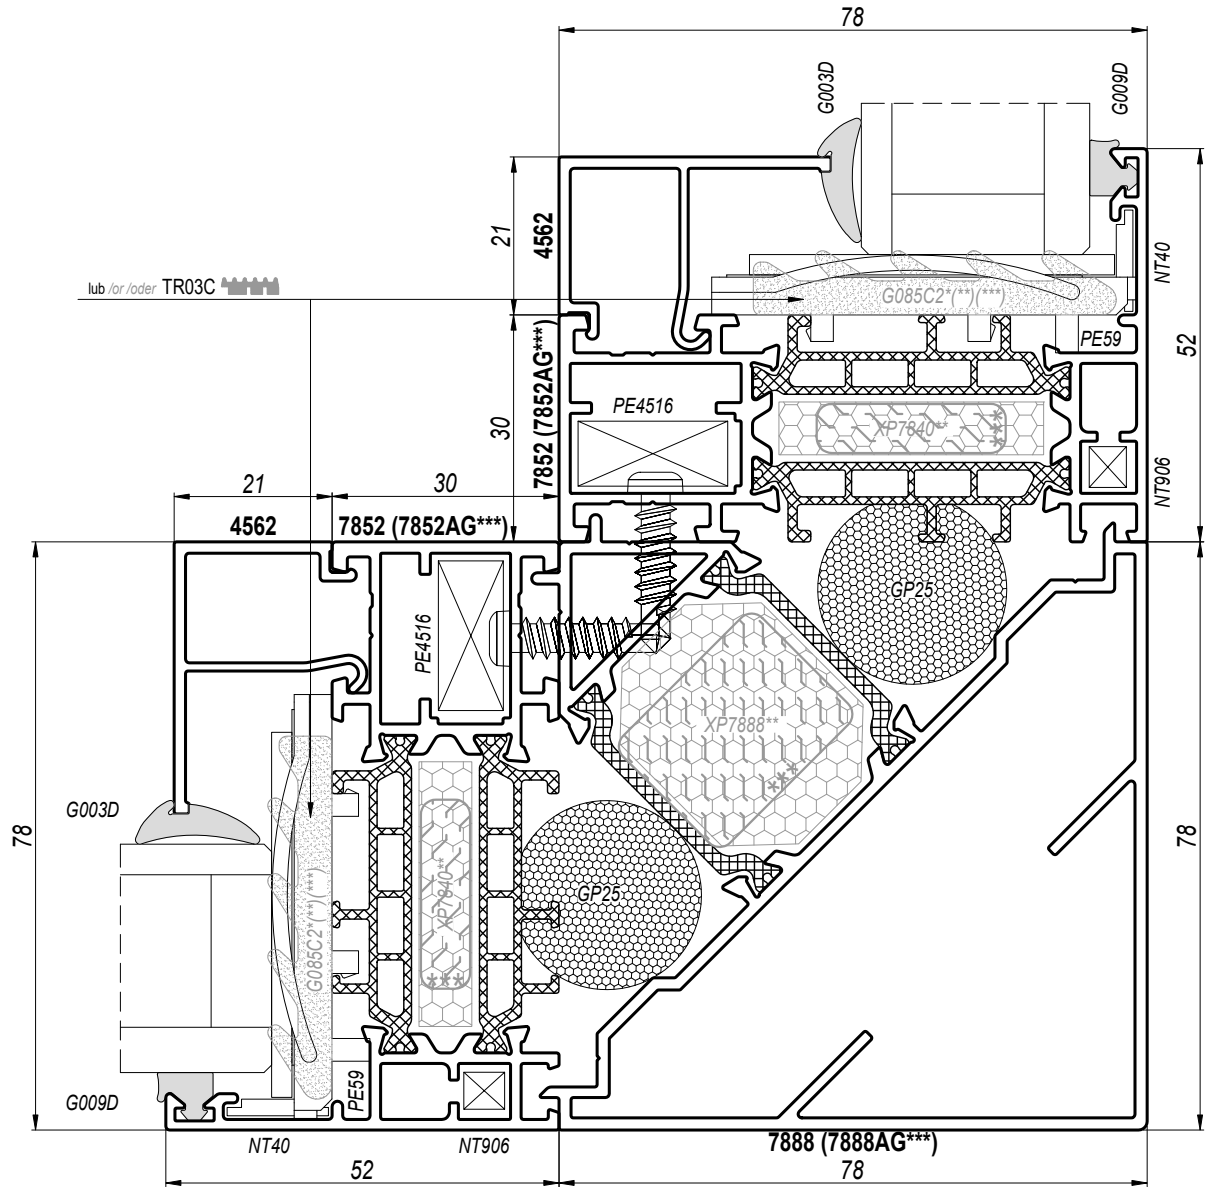 78
G003D
G009D
21
4562
NT40
lub /or /oder TR03C
G085C2*(**)(***)
52
PE59
7852 (7852AG***)
30
PE4516
XP7840**
***
NT906
21
30
4562
7852 (7852AG***)
GP25
PE4516
XP7888**
***
78
G003D
78
XP7840**
***
GP25
G085C2*(**)(***)
PE59
G009D
NT40
NT906
7888 (7888AG***)
52
78